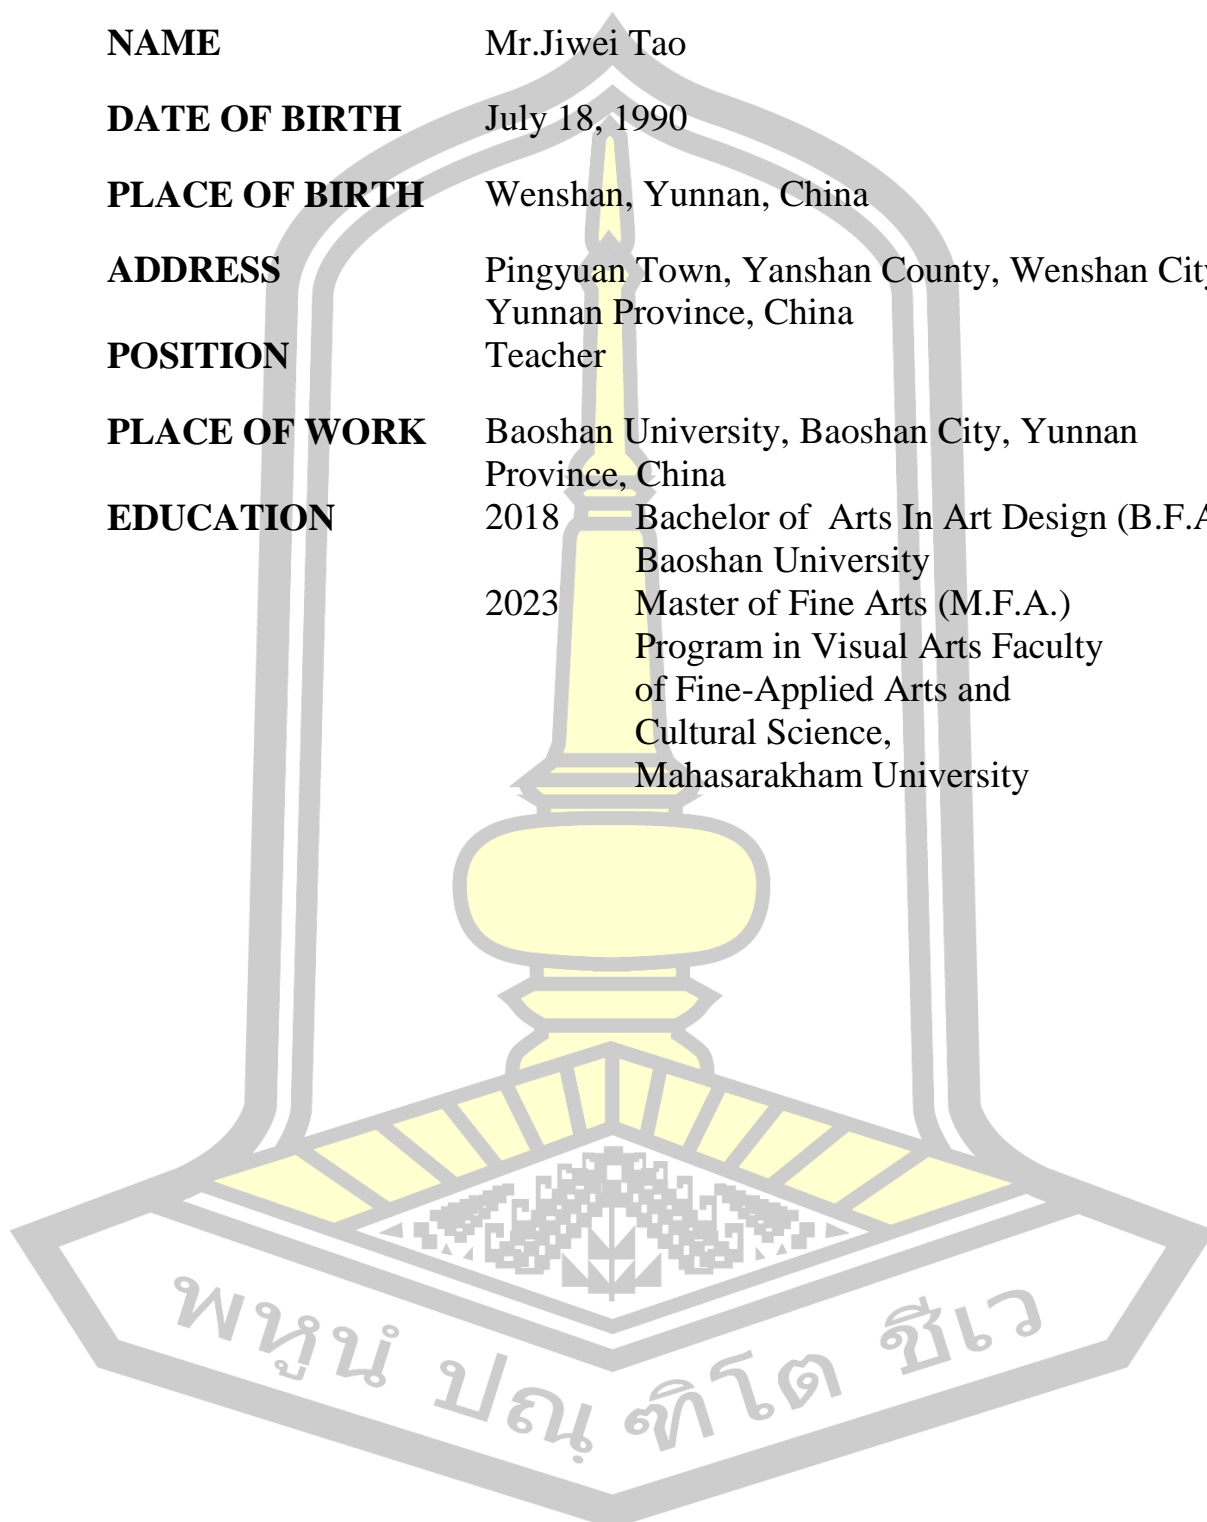 NAME Mr.Jiwei Tao
DATE OF BIRTH July 18, 1990
PLACE OF BIRTH Wenshan, Yunnan, China
ADDRESS Pingyuan Town, Yanshan County, Wenshan City
Yunnan Province, China
POSITION Teacher
PLACE OF WORK Baoshan University, Baoshan City, Yunnan
Province, China
EDUCATION 2018 Bachelor of Arts In Art Design (B.F.A
Baoshan University
2023 Master of Fine Arts (M.F.A.)
Program in Visual Arts Faculty
of Fine-Applied Arts and
Cultural Science,
Mahasarakham University
พหูนํ ปณฺฑิโต ชีเว